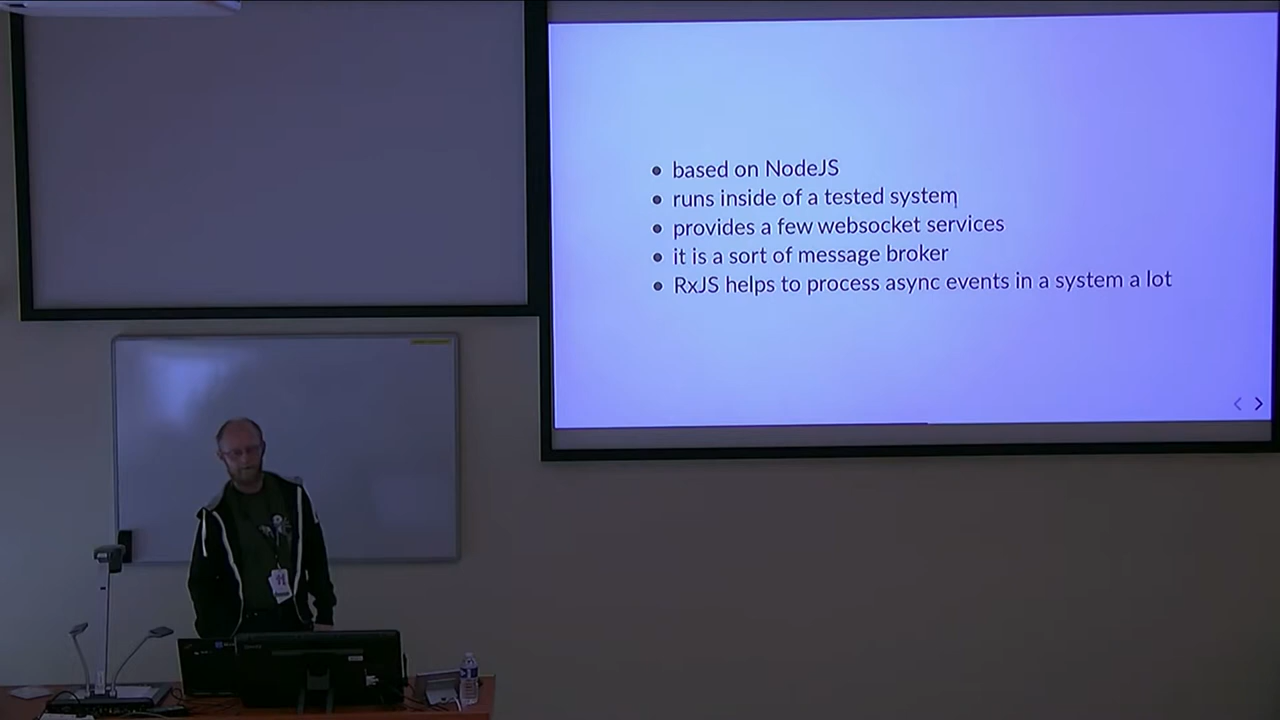 based on NodeJS
runs inside of a tested system
provides a few websocket services
it is a sort of message broker
RxJS helps to process async events in a system a lot